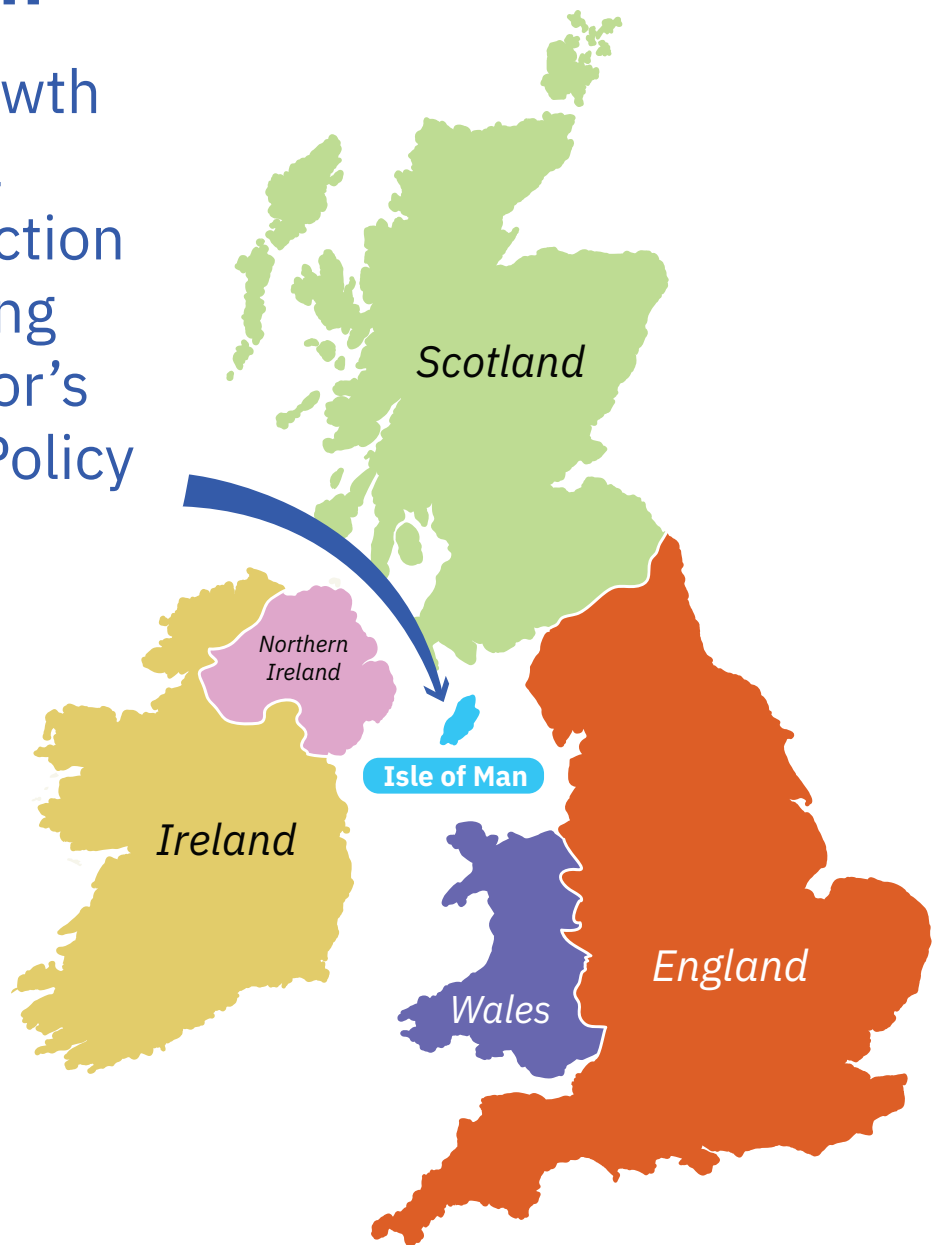 wth
ction
ng
or’s
Policy
Scotland
Northern
Ireland
Isle of Man
Ireland
England
Wales